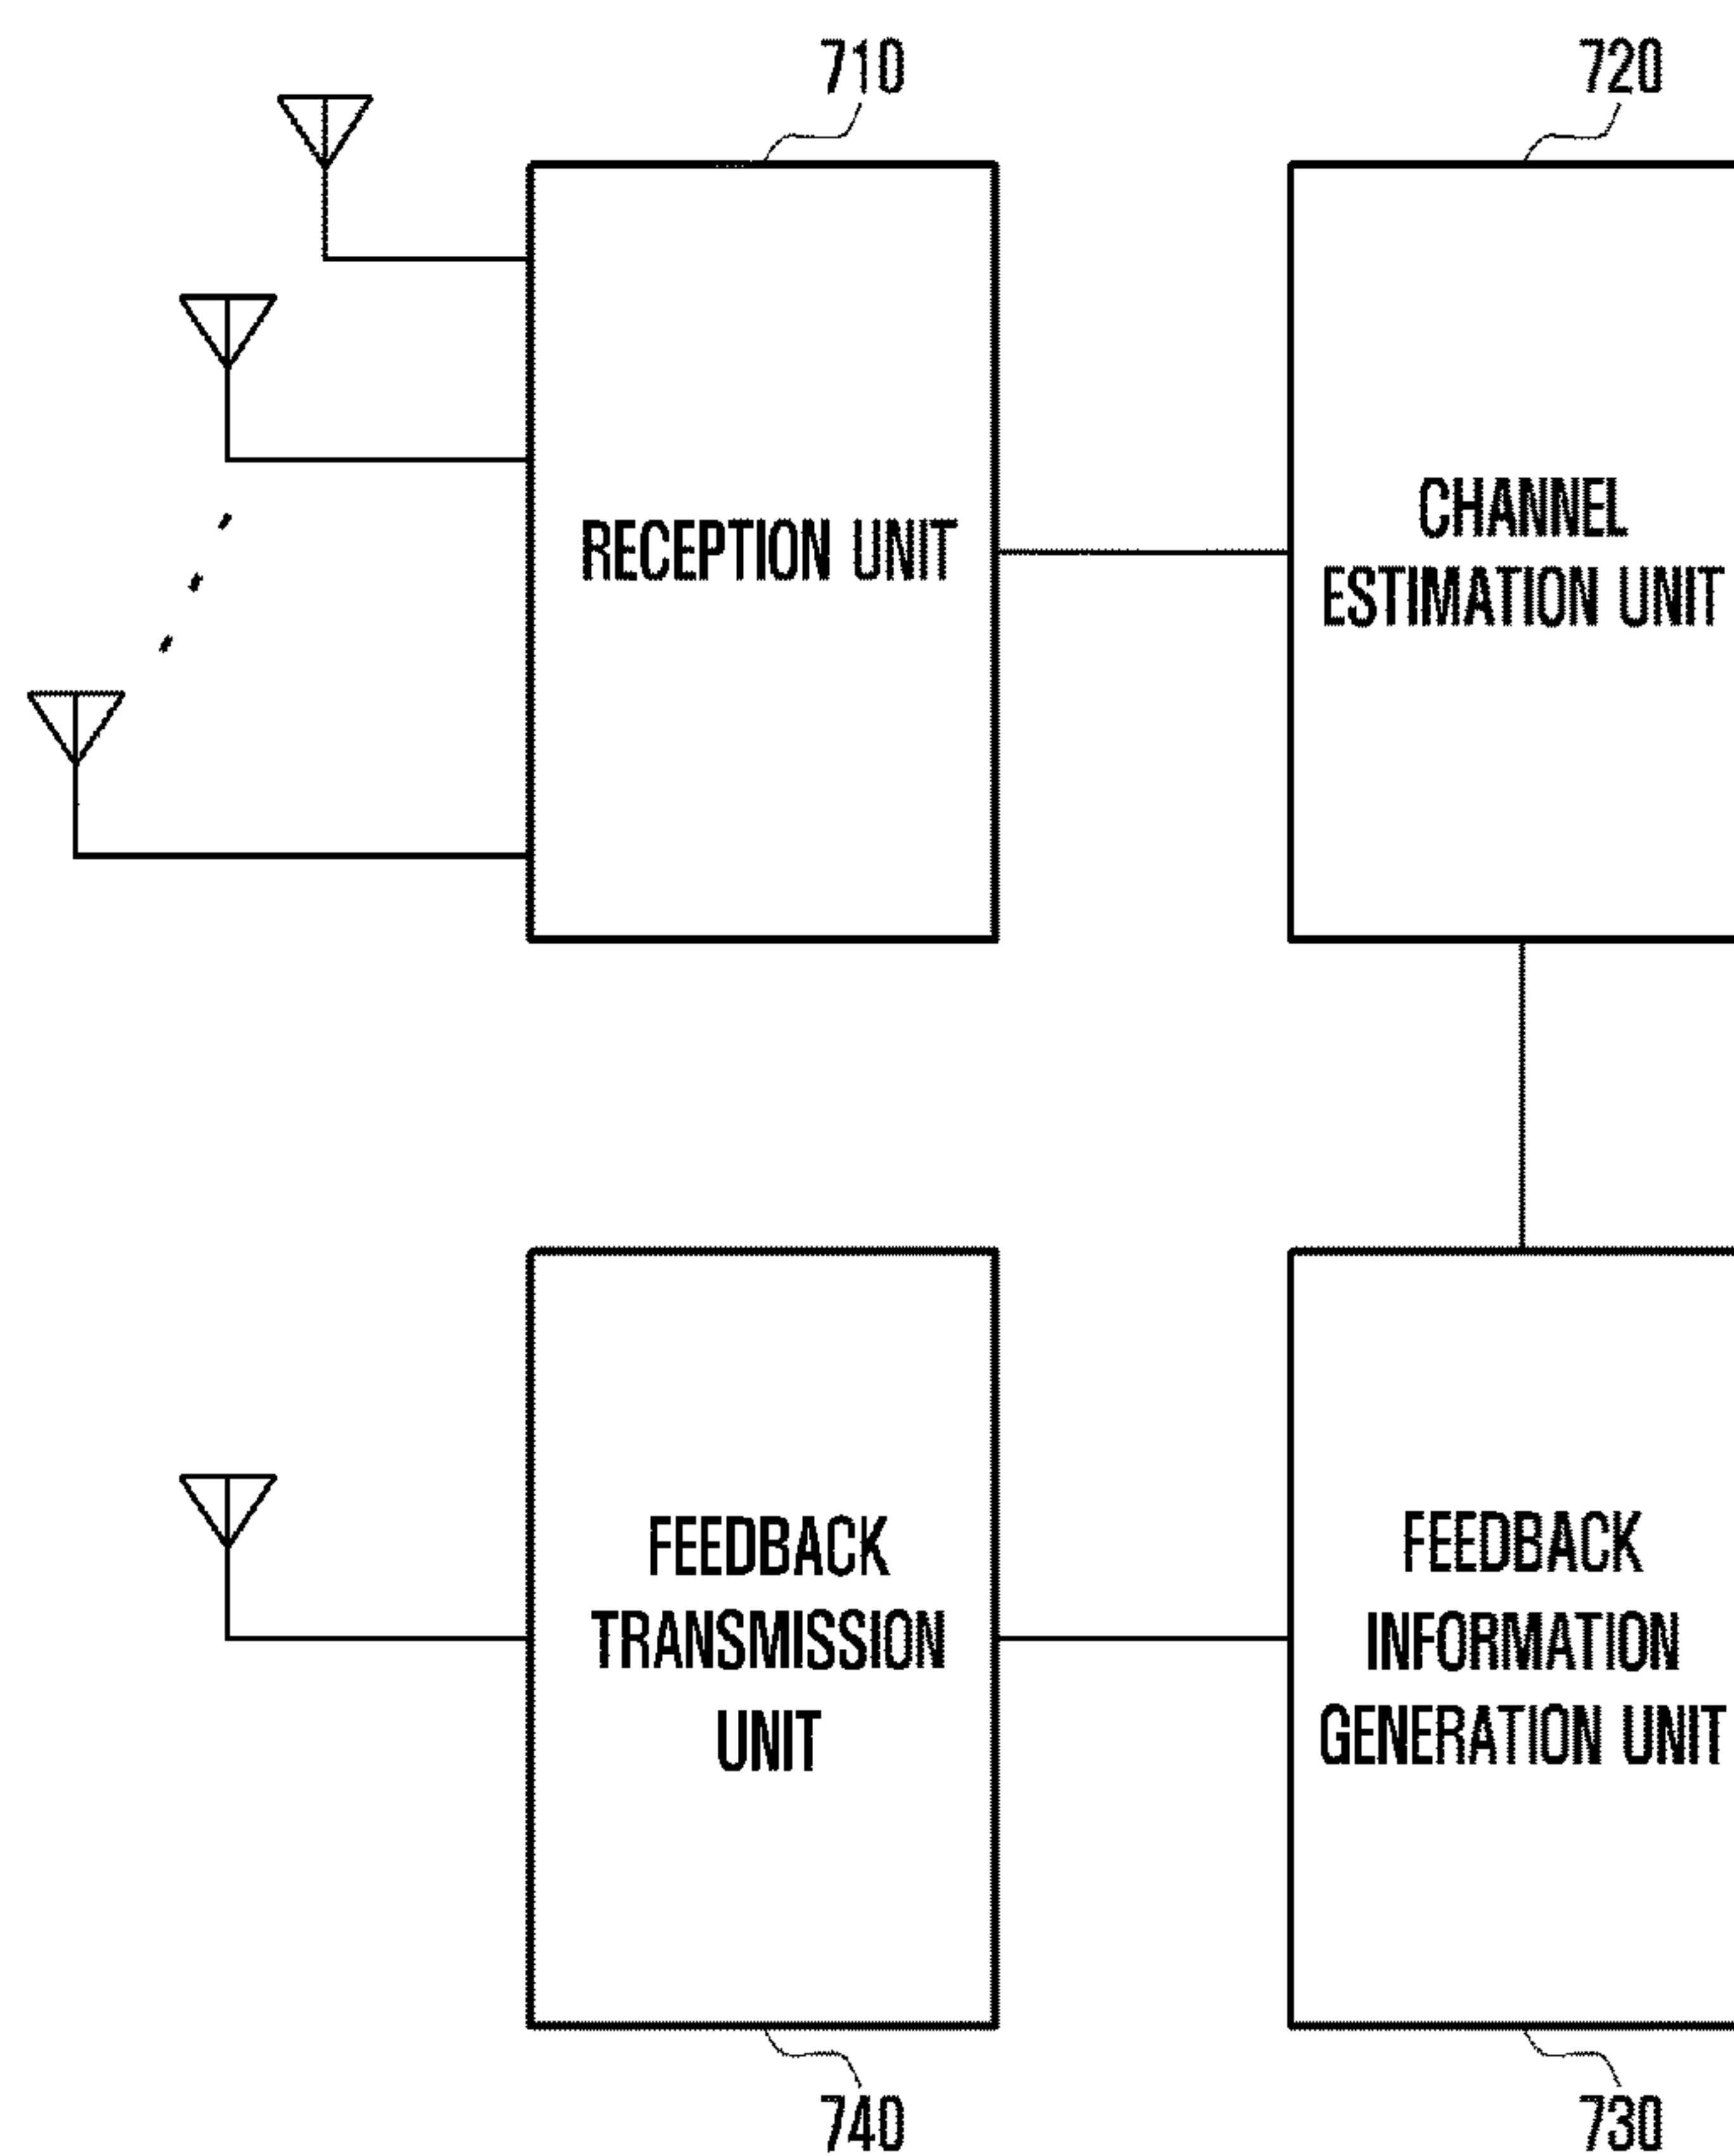 710
720
RECEPTION UNIT
CHANNEL
ESTIMATION UNIT
FEEDBACK
TRANSMISSION
UNIT
FEEDBACK
INFORMATION
GENERATION UNIT
740
730